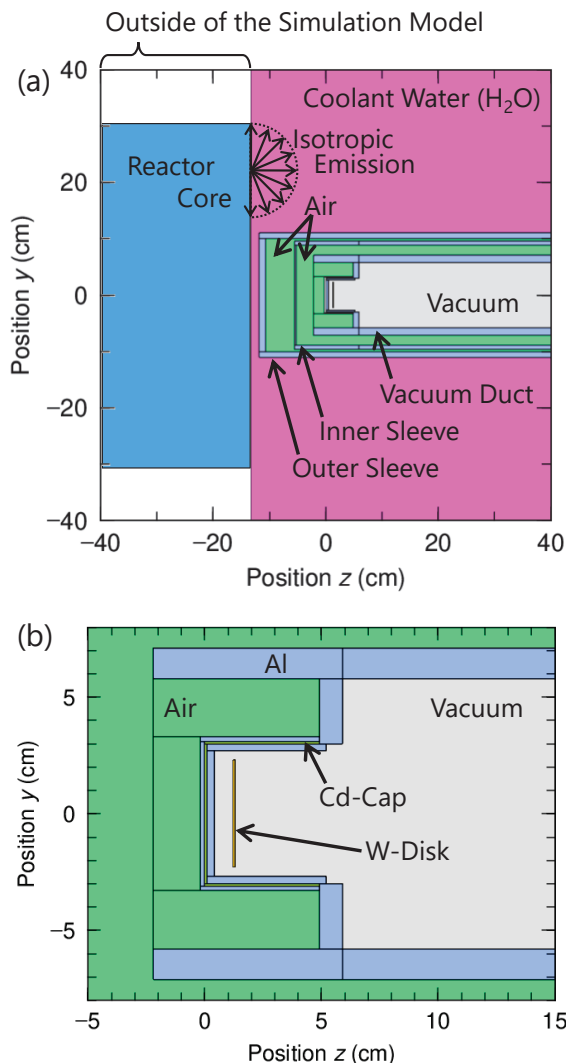 Outside of the Simulation Model
(a)
40
20
0
−20
−40
Position y (cm)
Coolant Water (H₂O)
Isotropic
Emission
Reactor
Core
Air
Vacuum
Vacuum Duct
Inner Sleeve
Outer Sleeve
−40
−20
0
20
40
Position z (cm)
(b)
5
0
−5
Position y (cm)
Al
Air
Vacuum
Cd-Cap
W-Disk
−5
0
5
10
15
Position z (cm)